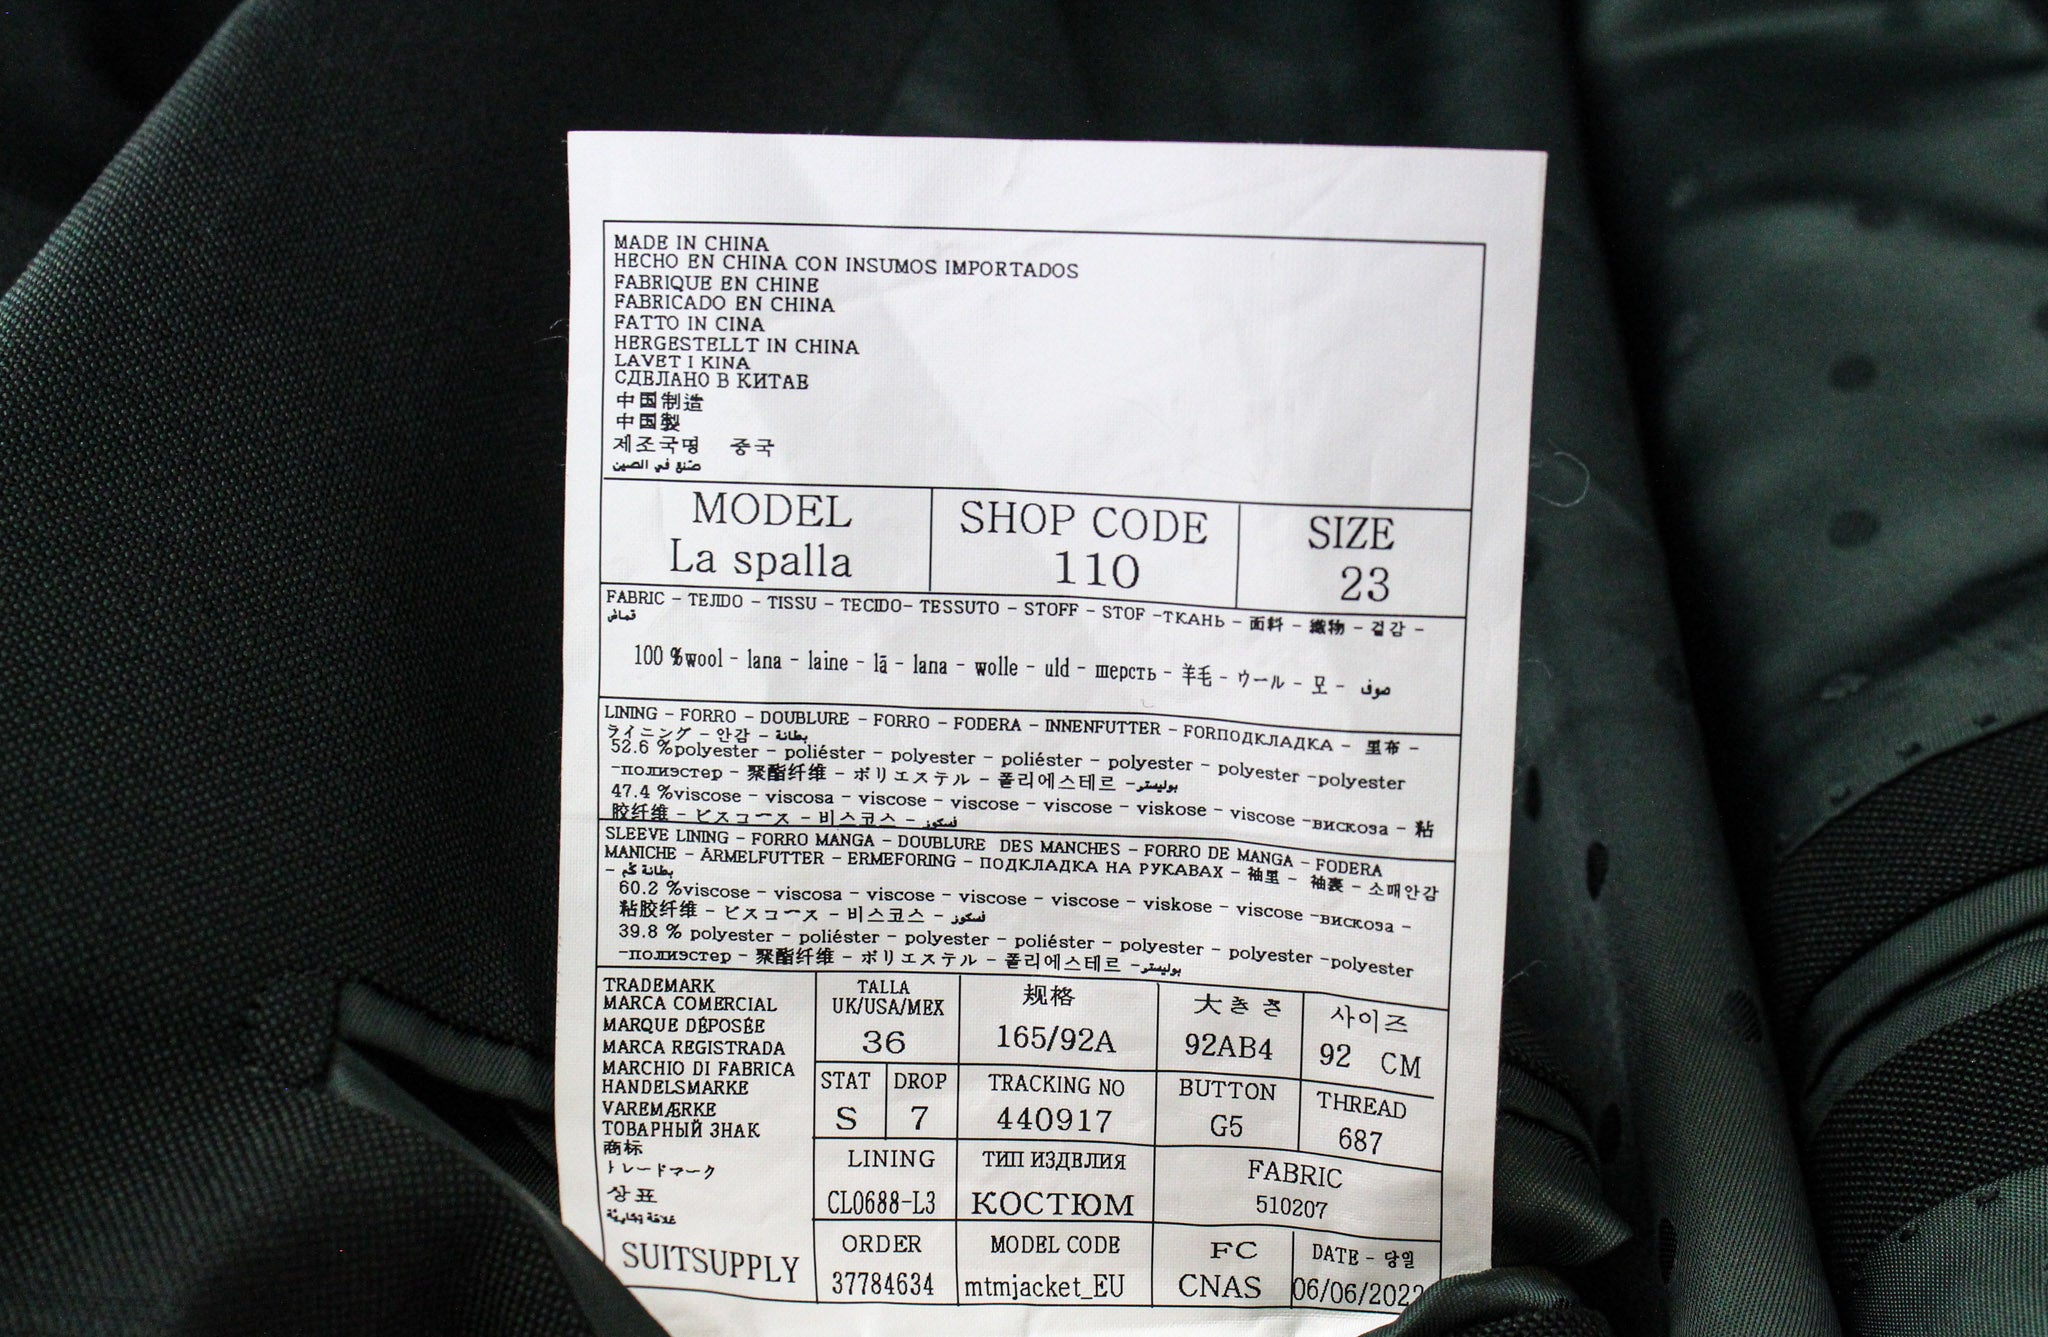 MADE IN CHINA
HECHO EN CHINA CON INSUMOS IMPORTADOS
FABRIQUE EN CHINE
FABRICADO EN CHINA
FATTO IN CINA
HERGESTELLT IN CHINA
LAVET I KINA
СДЕЛАНО В КИТАЕ
中国制造
中国製
제조국명 중국
صنع في الصين
MODEL
La spalla
SHOP CODE
110
SIZE
23
FABRIC - TEJIDO - TISSU - TECIDO- TESSUTO - STOFF - STOF -ТКАНЬ - 面料 - 織物 - 겉감 -
قماش
100 %wool - lana - laine - lã - lana - wolle - uld - шерсть - 羊毛 - ウール - 모 - صوف
LINING - FORRO - DOUBLURE - FORRO - FODERA - INNENFUTTER - FORПОДКЛАДКА - 里布 -
ライニング - 안감 - بطانة
52.6 %polyester - poliéster - polyester - poliéster - polyester - polyester -polyester
-полиэстер - 聚酯纤维 - ポリエステル - 폴리에스테르 -بوليستر
47.4 %viscose - viscosa - viscose - viscose - viscose - viskose - viscose -вискоза - 粘
胶纤维 - ビスコース - 비스코스 - فسكوز
SLEEVE LINING - FORRO MANGA - DOUBLURE DES MANCHES - FORRO DE MANGA - FODERA
MANICHE - ÄRMELFUTTER - ERMEFORING - ПОДКЛАДКА НА РУКАВАХ - 袖里 - 袖裏 - 소매안감
- بطانة كم
60.2 %viscose - viscosa - viscose - viscose - viscose - viskose - viscose -вискоза -
粘胶纤维 - ビスコース - 비스코스 - فسكوز
39.8 % polyester - poliéster - polyester - poliéster - polyester - polyester -polyester
-полиэстер - 聚酯纤维 - ポリエステル - 폴리에스테르 -بوليستر
TRADEMARK
MARCA COMERCIAL
MARQUE DÉPOSÉE
MARCA REGISTRADA
MARCHIO DI FABRICA
HANDELSMARKE
VAREMÆRKE
ТОВАРНЫЙ ЗНАК
商标
トレードマーク
상표
SUITSUPPLY
TALLA
UK/USA/MEX
36
规格
165/92A
大きさ
92AB4
사이즈
92 CM
STAT
S
DROP
7
TRACKING NO
440917
BUTTON
G5
THREAD
687
LINING
CL0688-L3
ТИП ИЗДЕЛИЯ
КОСТЮМ
FABRIC
510207
ORDER
37784634
MODEL CODE
mtmjacket_EU
FC
CNAS
DATE - 당일
06/06/2022